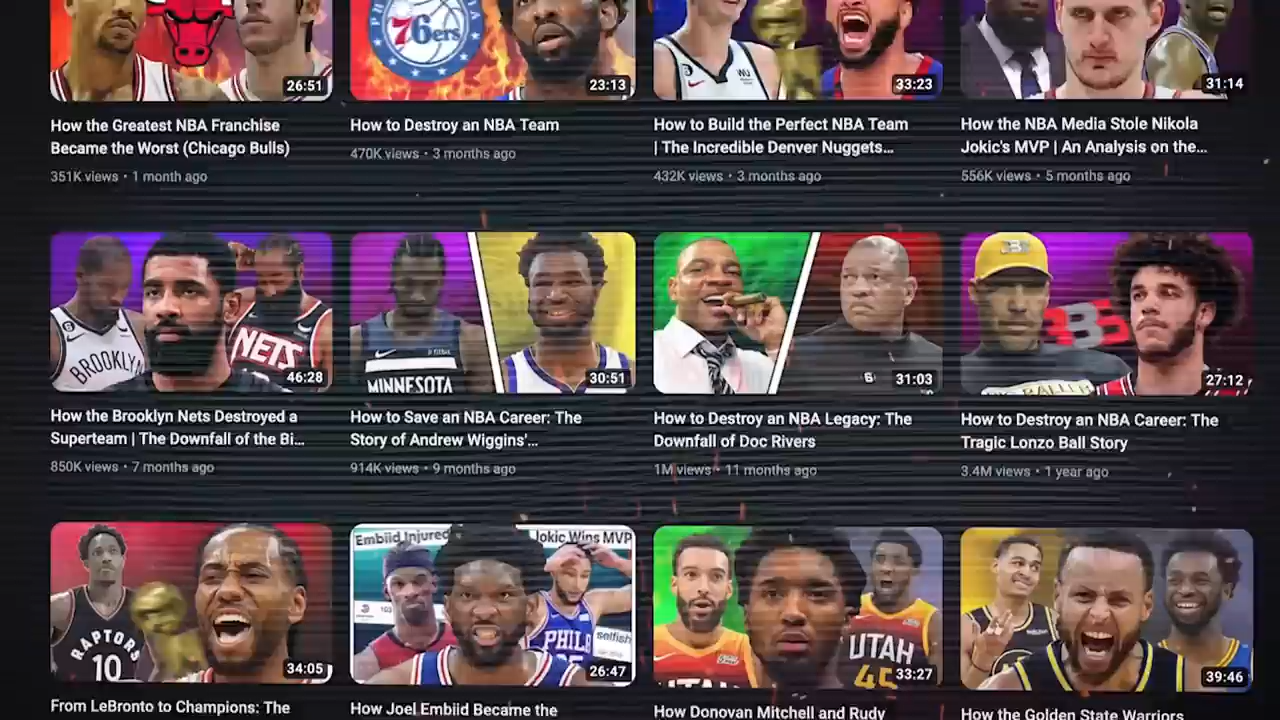 76ers
WU
26:51
23:13
33:23
31:14
How the Greatest NBA Franchise
Became the Worst (Chicago Bulls)
351K views • 1 month ago
How to Destroy an NBA Team
470K views • 3 months ago
How to Build the Perfect NBA Team
| The Incredible Denver Nuggets…
432K views • 3 months ago
How the NBA Media Stole Nikola
Jokic's MVP | An Analysis on the…
556K views • 5 months ago
BROOKLYN
NETS
46:28
MINNESOTA
30:51
31:03
B
BBB
BALLER
27:12
How the Brooklyn Nets Destroyed a
Superteam | The Downfall of the Bi…
850K views • 7 months ago
How to Save an NBA Career: The
Story of Andrew Wiggins'…
914K views • 9 months ago
How to Destroy an NBA Legacy: The
Downfall of Doc Rivers
1M views • 11 months ago
How to Destroy an NBA Career: The
Tragic Lonzo Ball Story
3.4M views • 1 year ago
RAPTORS
10
34:05
Embiid Injured
Jokic Wins MVP
PHILA
selfish
26:47
UTAH
UTAH
45
33:27
39:46
From LeBronto to Champions: The
How Joel Embiid Became the
How Donovan Mitchell and Rudy
How the Golden State Warriors